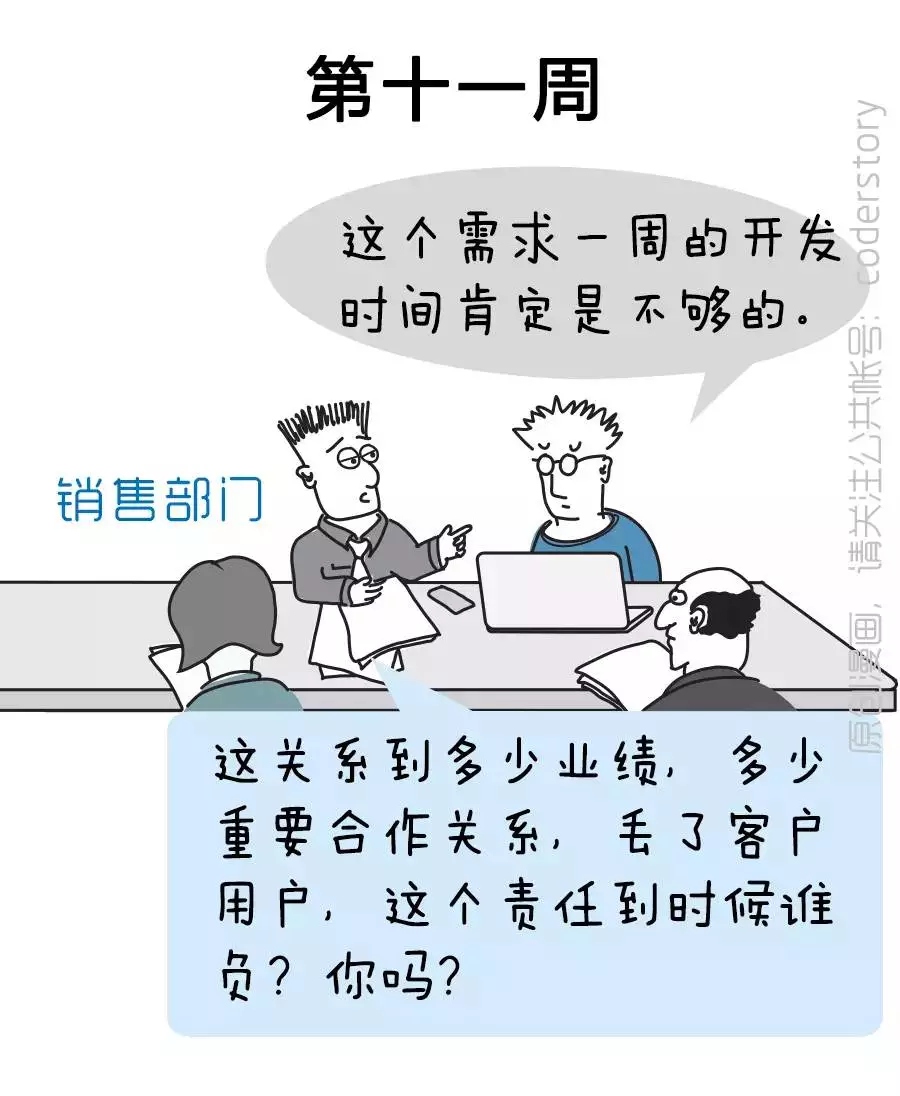 第十一周
这个需求一周的开发
时间肯定是不够的。
销售部门
这关系到多少业绩，多少
重要合作关系，丢了客户
用户，这个责任到时候谁
负？你吗？
原创漫画，请关注公共帐号：coderstory